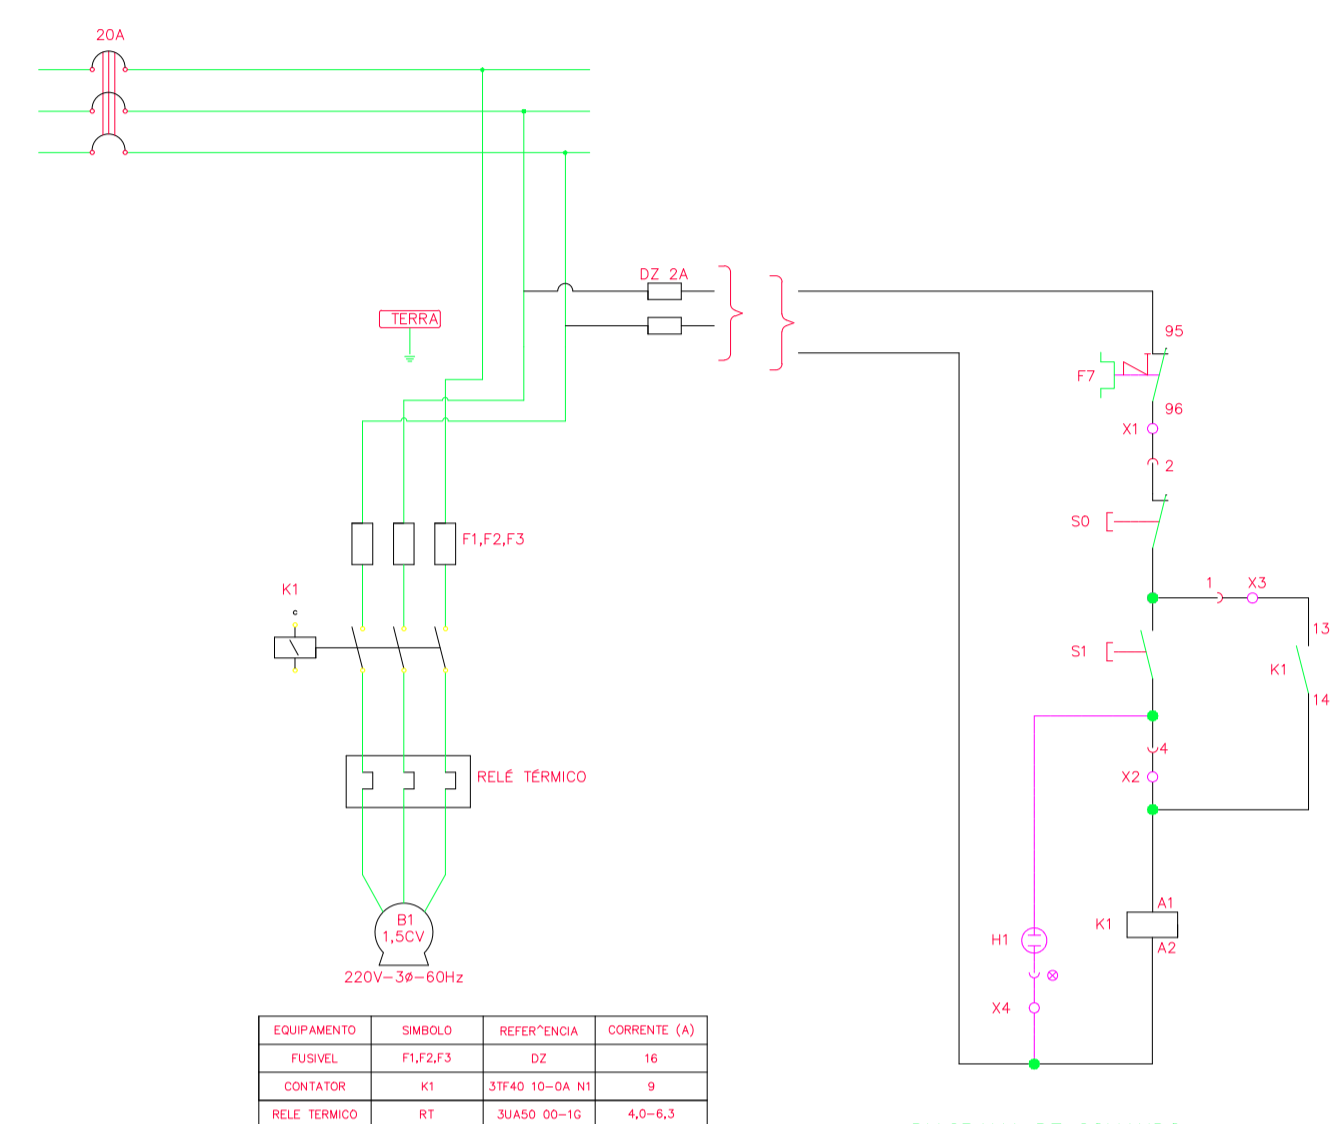 20A
DZ 2A
TERRA
95
F7
96
X1
2
S0
F1,F2,F3
K1
c
1
X3
13
S1
K1
14
4
X2
RELÉ TÉRMICO
B1
1,5CV
220V-3ø-60Hz
A1
K1
A2
H1
X4
EQUIPAMENTO SIMBOLO REFER^ENCIA CORRENTE (A)
FUSIVEL F1,F2,F3 DZ 16
CONTATOR K1 3TF40 10-0A N1 9
RELE TERMICO RT 3UA50 00-1G 4,0-6,3